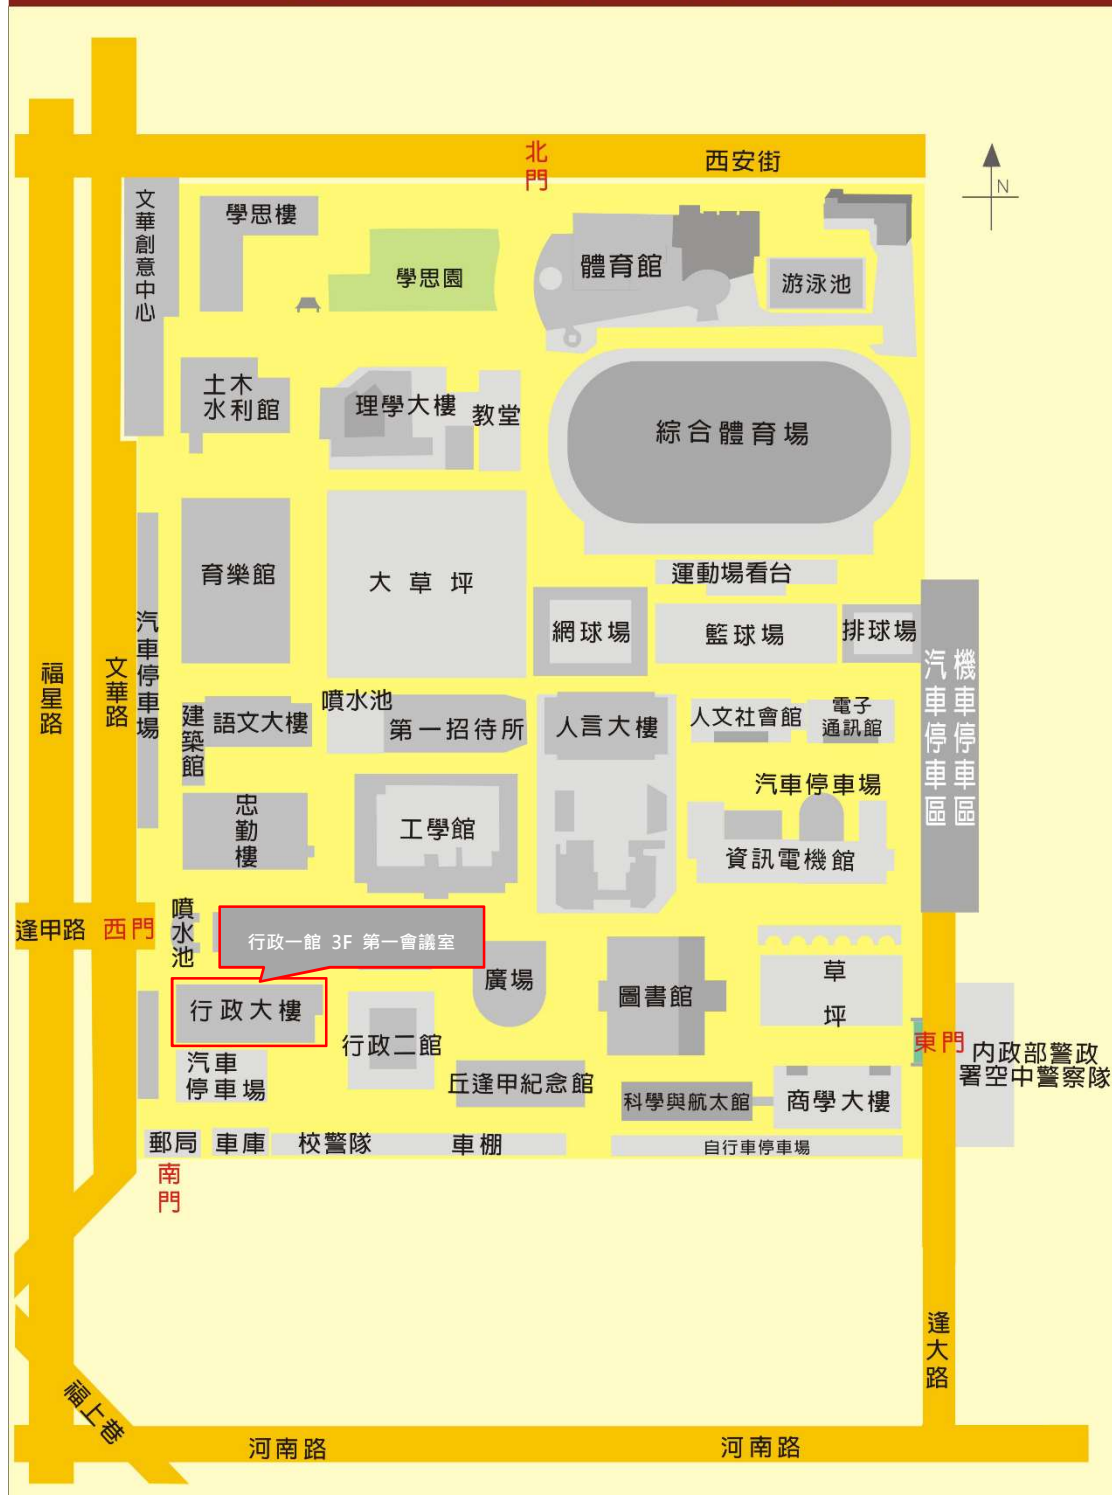 北門
西安街
N
文華創意中心
學思樓
學思園
體育館
游泳池
土木
水利館
理學大樓
教堂
綜合體育場
育樂館
大草坪
運動場看台
網球場
籃球場
排球場
汽車停車場
福星路
文華路
機車停車區
汽車停車區
噴水池
建築館
語文大樓
第一招待所
人言大樓
人文社會館
電子
通訊館
汽車停車場
忠勤樓
工學館
資訊電機館
逢甲路
西門
噴水池
行政一館 3F 第一會議室
廣場
圖書館
草坪
行政大樓
行政二館
東門
內政部警政
署空中警察隊
汽車
停車場
丘逢甲紀念館
科學與航太館
商學大樓
郵局
車庫
校警隊
車棚
自行車停車場
南門
逢大路
福上巷
河南路
河南路